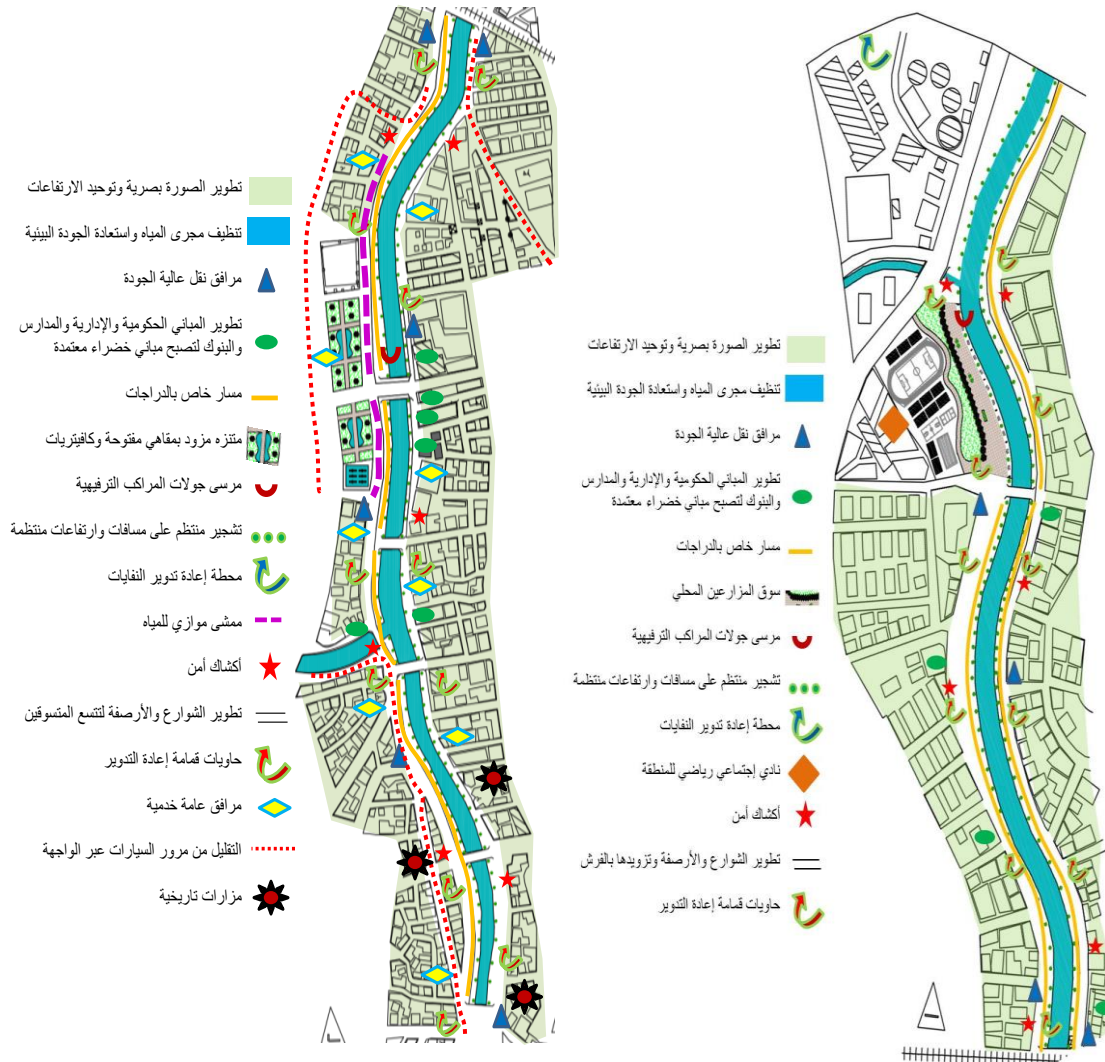 تطوير الصورة بصرية وتوحيد الارتفاعات
تنظيف مجرى المياه واستعادة الجودة البيئية
مرافق نقل عالية الجودة
تطوير المباني الحكومية والإدارية والمدارس
والبنوك لتصبح مباني خضراء معتمدة
مسار خاص بالدراجات
متنزه مزود بمقاهي مفتوحة وكافيتريات
مرسى جولات المراكب الترفيهية
تشجير منتظم على مسافات وارتفاعات منتظمة
محطة إعادة تدوير النفايات
ممشى موازي للمياه
أكشاك أمن
تطوير الشوارع والأرصفة لتتسع المتسوقين
حاويات قمامة إعادة التدوير
مرافق عامة خدمية
التقليل من مرور السيارات عبر الواجهة
مزارات تاريخية
تطوير الصورة بصرية وتوحيد الارتفاعات
تنظيف مجرى المياه واستعادة الجودة البيئية
مرافق نقل عالية الجودة
تطوير المباني الحكومية والإدارية والمدارس
والبنوك لتصبح مباني خضراء معتمدة
مسار خاص بالدراجات
سوق المزارعين المحلي
مرسى جولات المراكب الترفيهية
تشجير منتظم على مسافات وارتفاعات منتظمة
محطة إعادة تدوير النفايات
نادي إجتماعي رياضي للمنطقة
أكشاك أمن
تطوير الشوارع والأرصفة وتزويدها بالفرش
حاويات قمامة إعادة التدوير